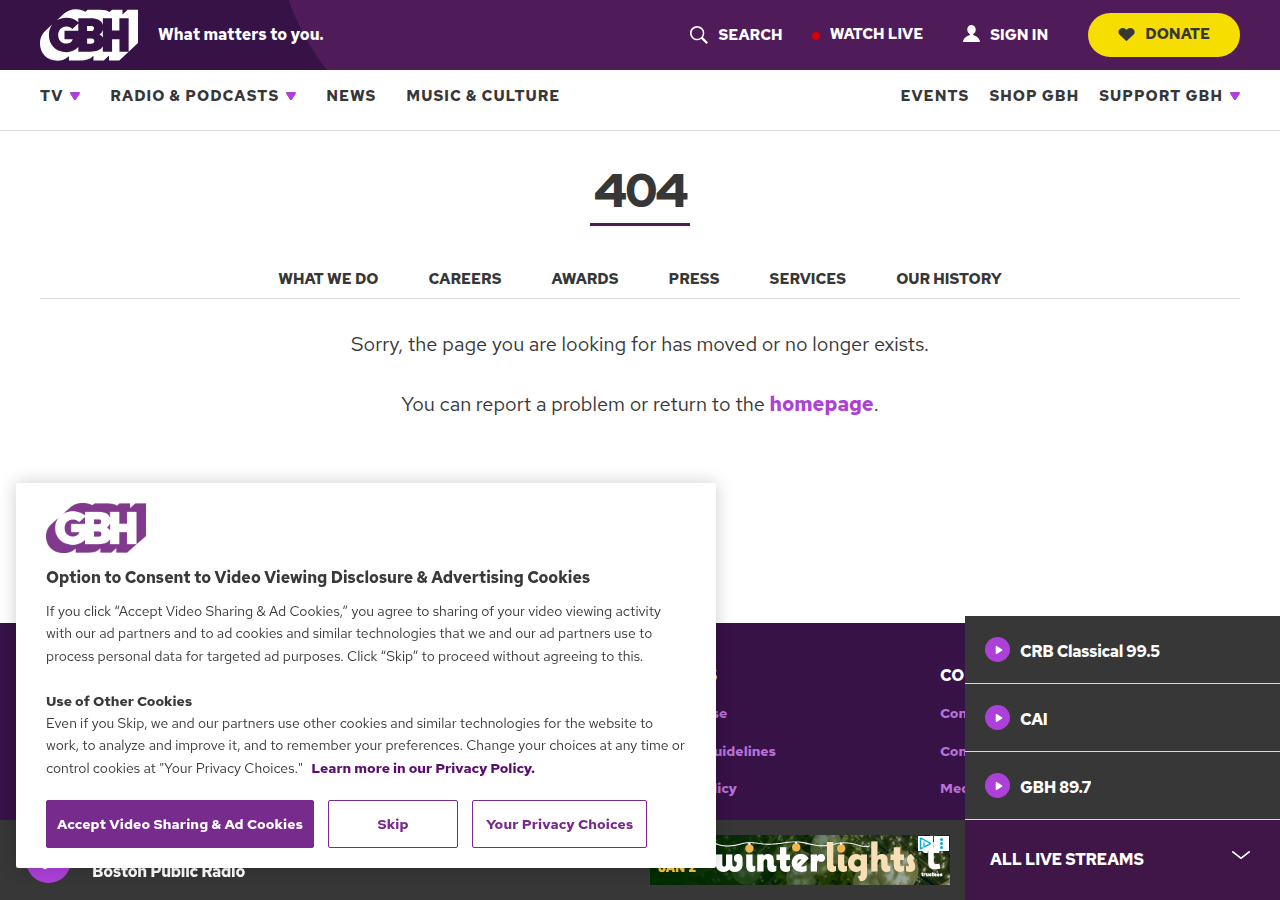 GBH
What matters to you.
SEARCH
WATCH LIVE
SIGN IN
DONATE
TV
RADIO & PODCASTS
NEWS
MUSIC & CULTURE
EVENTS
SHOP GBH
SUPPORT GBH
404
WHAT WE DO
CAREERS
AWARDS
PRESS
SERVICES
OUR HISTORY
Sorry, the page you are looking for has moved or no longer exists.
You can report a problem or return to the homepage.
GBH
Option to Consent to Video Viewing Disclosure & Advertising Cookies
If you click “Accept Video Sharing & Ad Cookies,” you agree to sharing of your video viewing activity
with our ad partners and to ad cookies and similar technologies that we and our ad partners use to
process personal data for targeted ad purposes. Click “Skip” to proceed without agreeing to this.
Use of Other Cookies
Even if you Skip, we and our partners use other cookies and similar technologies for the website to
work, to analyze and improve it, and to remember your preferences. Change your choices at any time or
control cookies at "Your Privacy Choices." Learn more in our Privacy Policy.
Accept Video Sharing & Ad Cookies
Skip
Your Privacy Choices
CRB Classical 99.5
CAI
GBH 89.7
ALL LIVE STREAMS
Boston Public Radio
JAN 2
winterlights
trustees